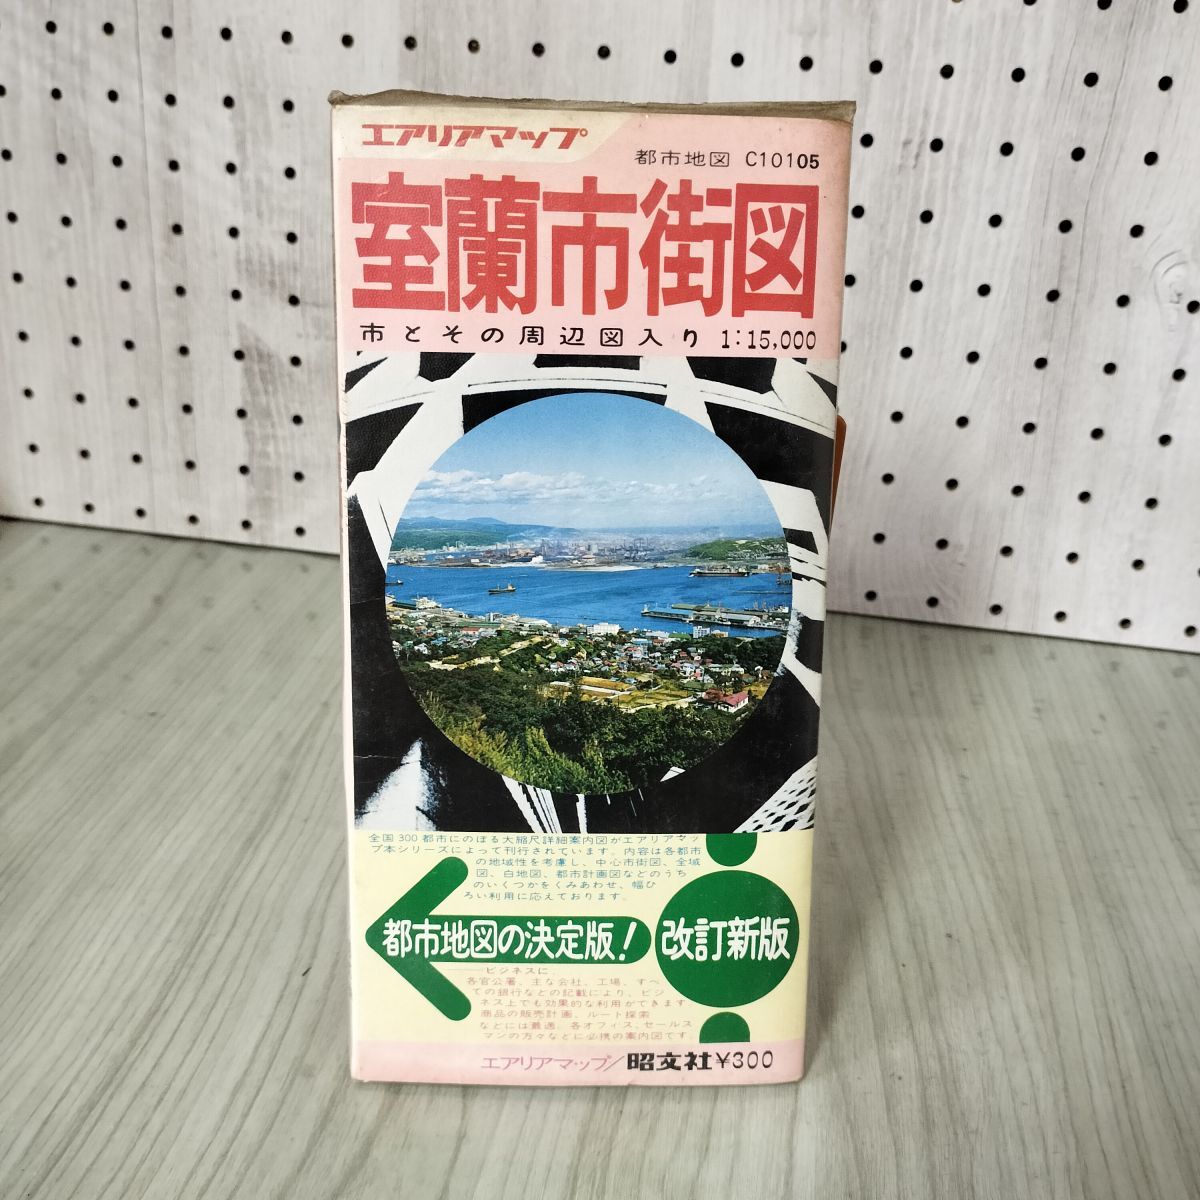 エアリアマップ
都市地図 C10105
室蘭市街図
市とその周辺図入り 1:15,000
全国300都市にのぼる大縮尺詳細案内図がエアリアマッ
プ本シリーズによって刊行されています。内容は各都市
の地域性を考慮し、中心市街図、全域
図、白地図、都市計画図などのうち
のいくつかをくみあわせ、幅ひ
ろい利用に応えております。
都市地図の決定版!
改訂新版
──ビジネスに
各官公署、主な会社、工場、すべ
ての銀行などの記載により、ビジ
ネス上でも効果的な利用ができます
商品の販売計画、ルート探索
などには最適。各オフィス、セールス
マンの方々などに必携の案内図です。
エアリアマップ/昭文社¥300